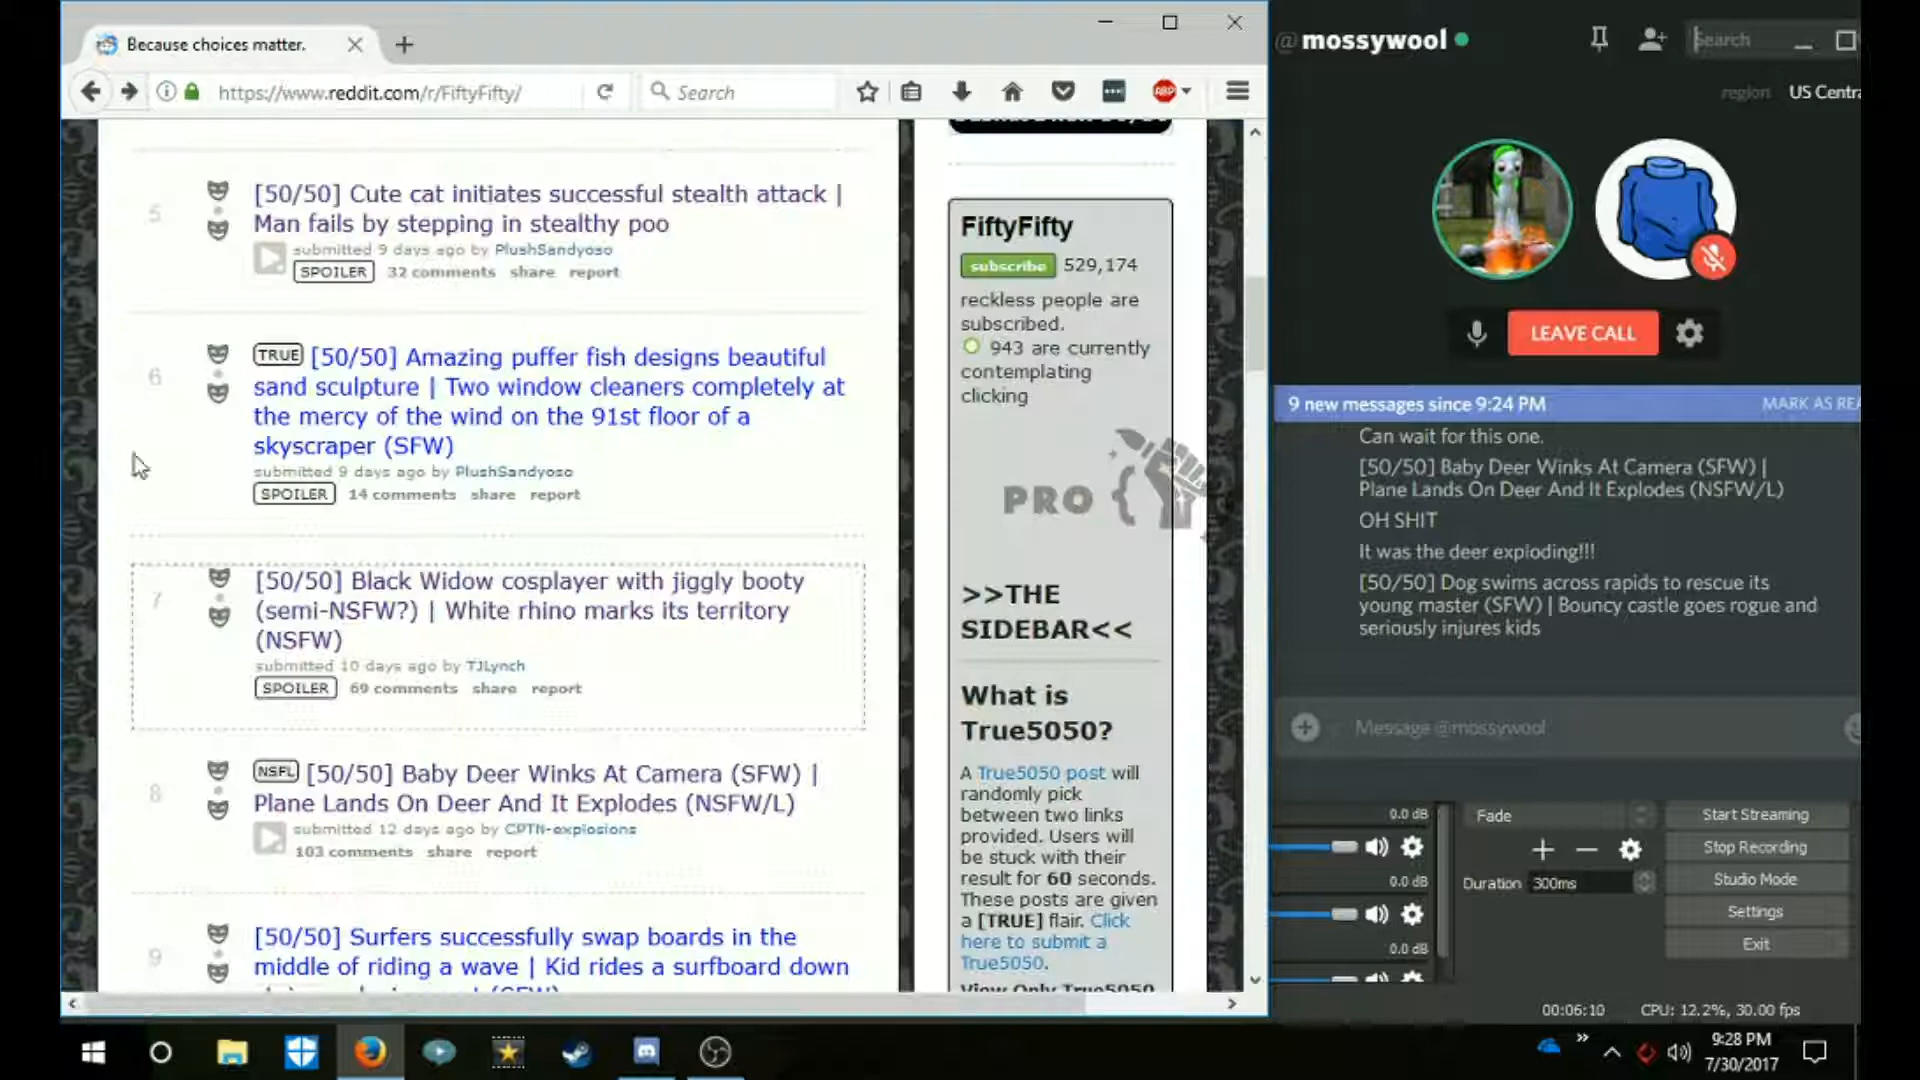 Because choices matter.
https://www.reddit.com/r/FiftyFifty/
Search
ABP
5
[50/50] Cute cat initiates successful stealth attack |
Man fails by stepping in stealthy poo
submitted 9 days ago by PlushSandyoso
SPOILER 32 comments share report
6
TRUE [50/50] Amazing puffer fish designs beautiful
sand sculpture | Two window cleaners completely at
the mercy of the wind on the 91st floor of a
skyscraper (SFW)
submitted 9 days ago by PlushSandyoso
SPOILER 14 comments share report
7
[50/50] Black Widow cosplayer with jiggly booty
(semi-NSFW?) | White rhino marks its territory
(NSFW)
submitted 10 days ago by TJLynch
SPOILER 69 comments share report
8
NSFL [50/50] Baby Deer Winks At Camera (SFW) |
Plane Lands On Deer And It Explodes (NSFW/L)
submitted 12 days ago by CPTN-explosions
103 comments share report
9
[50/50] Surfers successfully swap boards in the
middle of riding a wave | Kid rides a surfboard down
FiftyFifty
subscribe 529,174
reckless people are
subscribed.
943 are currently
contemplating
clicking
PRO {
>>THE
SIDEBAR<<
What is
True5050?
A True5050 post will
randomly pick
between two links
provided. Users will
be stuck with their
result for 60 seconds.
These posts are given
a [TRUE] flair. Click
here to submit a
True5050.
View Only True5050
@mossywool
Search
region US Centra
LEAVE CALL
9 new messages since 9:24 PM MARK AS REA
Can wait for this one.
[50/50] Baby Deer Winks At Camera (SFW) |
Plane Lands On Deer And It Explodes (NSFW/L)
OH SHIT
It was the deer exploding!!!
[50/50] Dog swims across rapids to rescue its
young master (SFW) | Bouncy castle goes rogue and
seriously injures kids
Message @mossywool
0.0 dB
0.0 dB
0.0 dB
Fade
Duration 300ms
Start Streaming
Stop Recording
Studio Mode
Settings
Exit
00:06:10 CPU: 12.2%, 30.00 fps
9:28 PM
7/30/2017